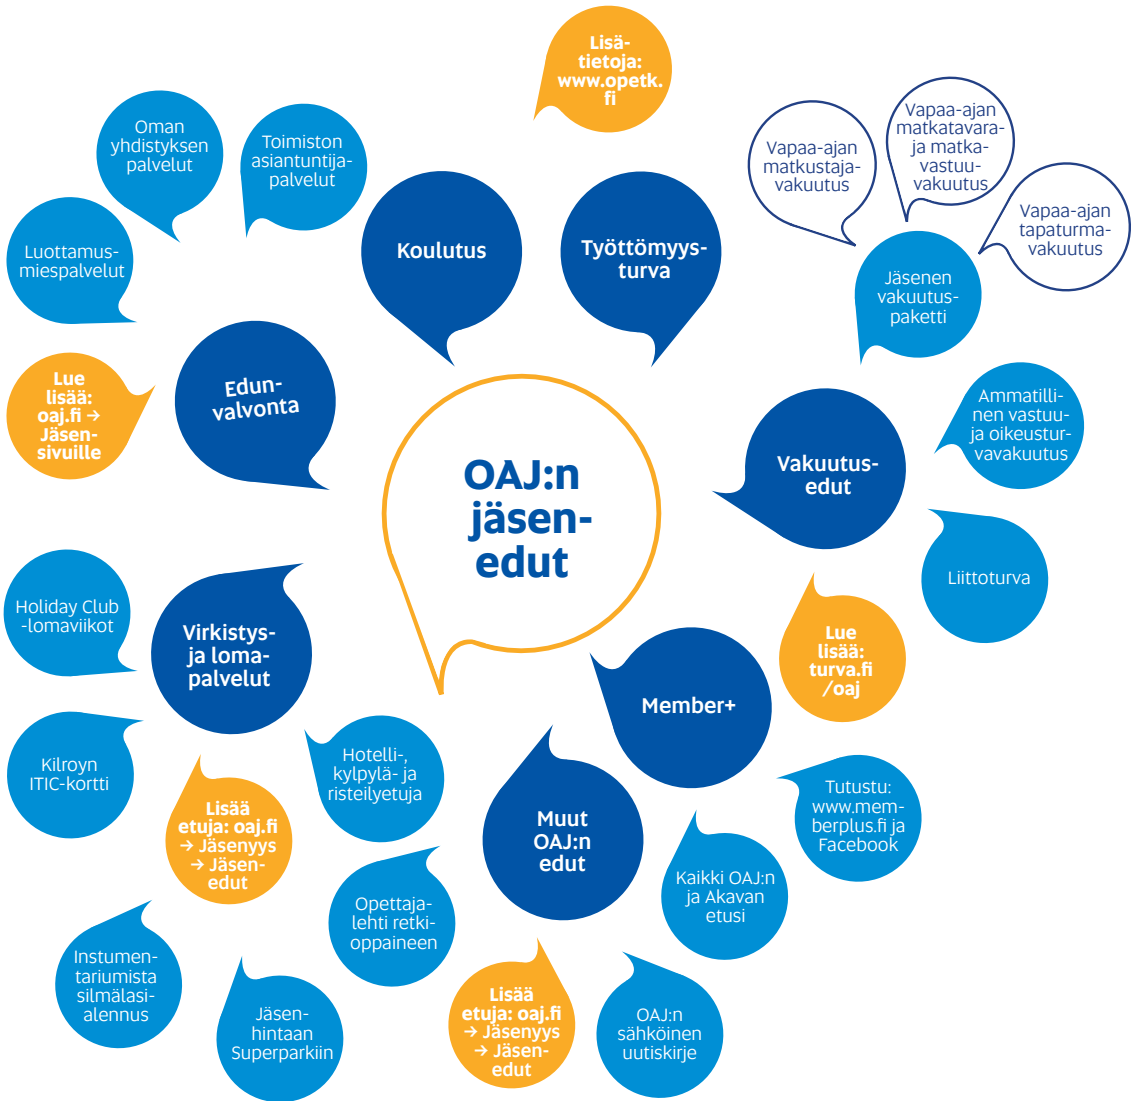 Lisä-
tietoja:
www.opetk.
fi
Oman
yhdistyksen
palvelut
Toimiston
asiantuntija-
palvelut
Vapaa-ajan
matkustaja-
vakuutus
Vapaa-ajan
matkatavara-
ja matka-
vastuu-
vakuutus
Vapaa-ajan
tapaturma-
vakuutus
Luottamus-
miespalvelut
Koulutus
Työttömyys-
turva
Jäsenen
vakuutus-
paketti
Lue
lisää:
oaj.fi →
Jäsen-
sivuille
Edun-
valvonta
Ammatilli-
nen vastuu-
ja oikeustur-
vavakuutus
Vakuutus-
edut
OAJ:n
jäsen-
edut
Liittoturva
Holiday Club
-lomaviikot
Virkistys-
ja loma-
palvelut
Lue
lisää:
turva.fi
/oaj
Member+
Kilroyn
ITIC-kortti
Hotelli-,
kylpylä- ja
risteilyetuja
Lisää
etuja: oaj.fi
→ Jäsenyys
→ Jäsen-
edut
Muut
OAJ:n
edut
Tutustu:
www.mem-
berplus.fi ja
Facebook
Kaikki OAJ:n
ja Akavan
etusi
Opettaja-
lehti retki-
oppaineen
Instumen-
tariumista
silmälasi-
alennus
Jäsen-
hintaan
Superparkiin
Lisää
etuja: oaj.fi
→ Jäsenyys
→ Jäsen-
edut
OAJ:n
sähköinen
uutiskirje